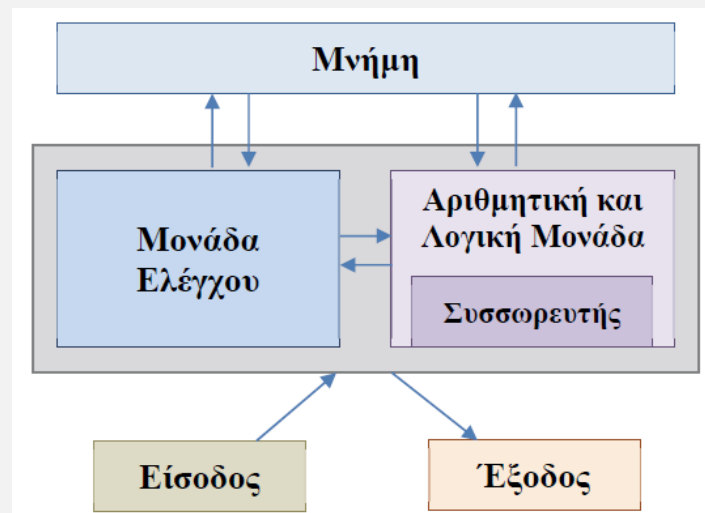 Μνήμη
Μονάδα
Ελέγχου
Αριθμητική και
Λογική Μονάδα
Συσσωρευτής
Είσοδος
Έξοδος